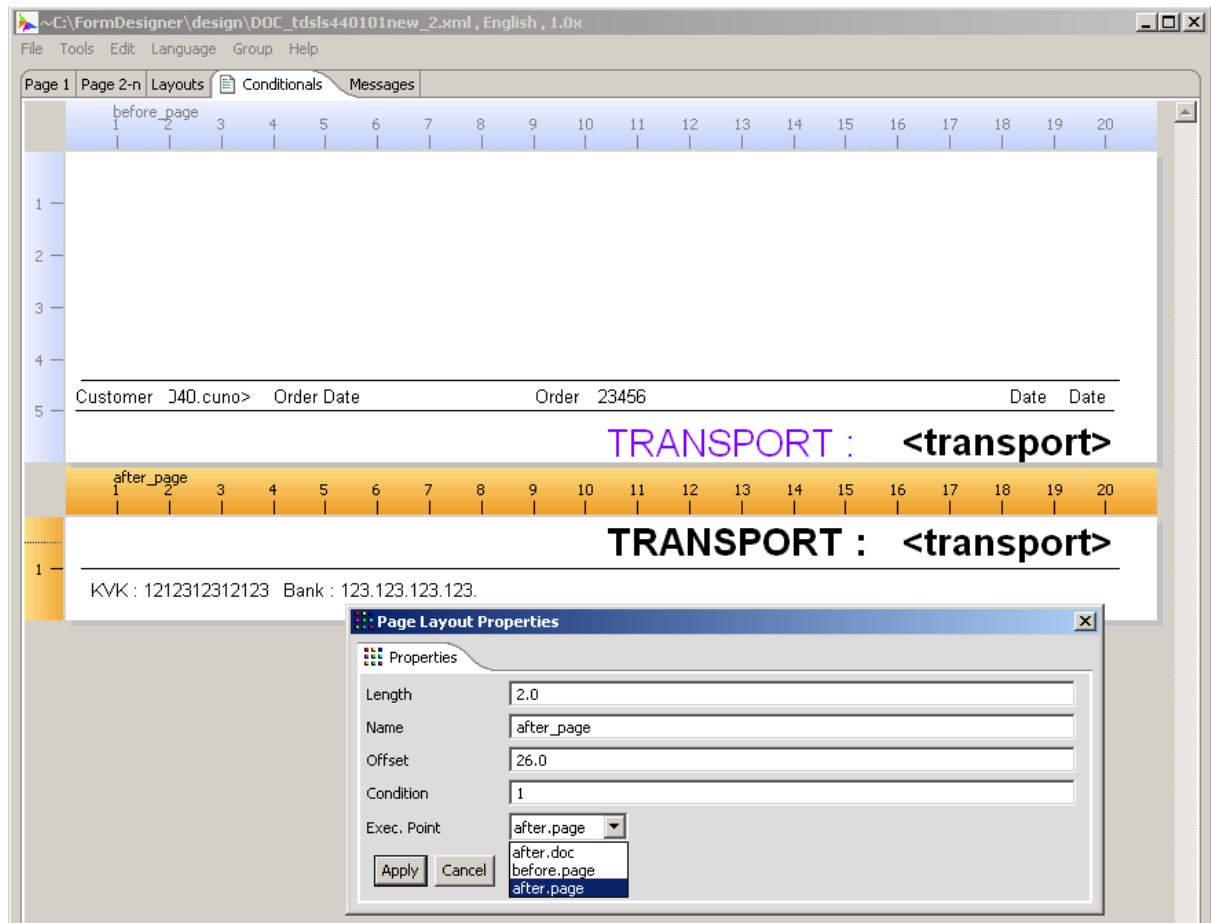 ~C:\FormDesigner\design\DOC_tdsls440101new_2.xml , English , 1.0x
File Tools Edit Language Group Help
Page 1 Page 2-n Layouts Conditionals Messages
before_page
1 2 3 4 5 6 7 8 9 10 11 12 13 14 15 16 17 18 19 20
1
2
3
4
Customer 040.cuno> Order Date Order 23456 Date Date
5
TRANSPORT : <transport>
after_page
1 2 3 4 5 6 7 8 9 10 11 12 13 14 15 16 17 18 19 20
TRANSPORT : <transport>
1
KVK : 1212312312123 Bank : 123.123.123.123.
Page Layout Properties
Properties
Length 2.0
Name after_page
Offset 26.0
Condition 1
Exec. Point after.page
after.doc
Apply Cancel before.page
after.page